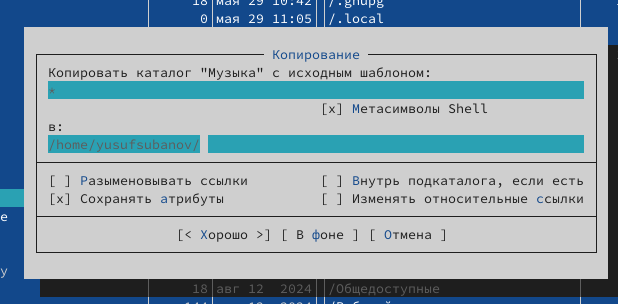 18 мая 29 10:42 /.gnupg
0 мая 29 11:05 /.local
Копирование
Копировать каталог "Музыка" с исходным шаблоном:
*
[x] Метасимволы Shell
в:
/home/yusufsubanov/
[ ] Разыменовывать ссылки [ ] Внутрь подкаталога, если есть
[x] Сохранять атрибуты [ ] Изменять относительные ссылки
е
[< Хорошо >] [ В фоне ] [ Отмена ]
у
18 авг 12 2024 /Общедоступные